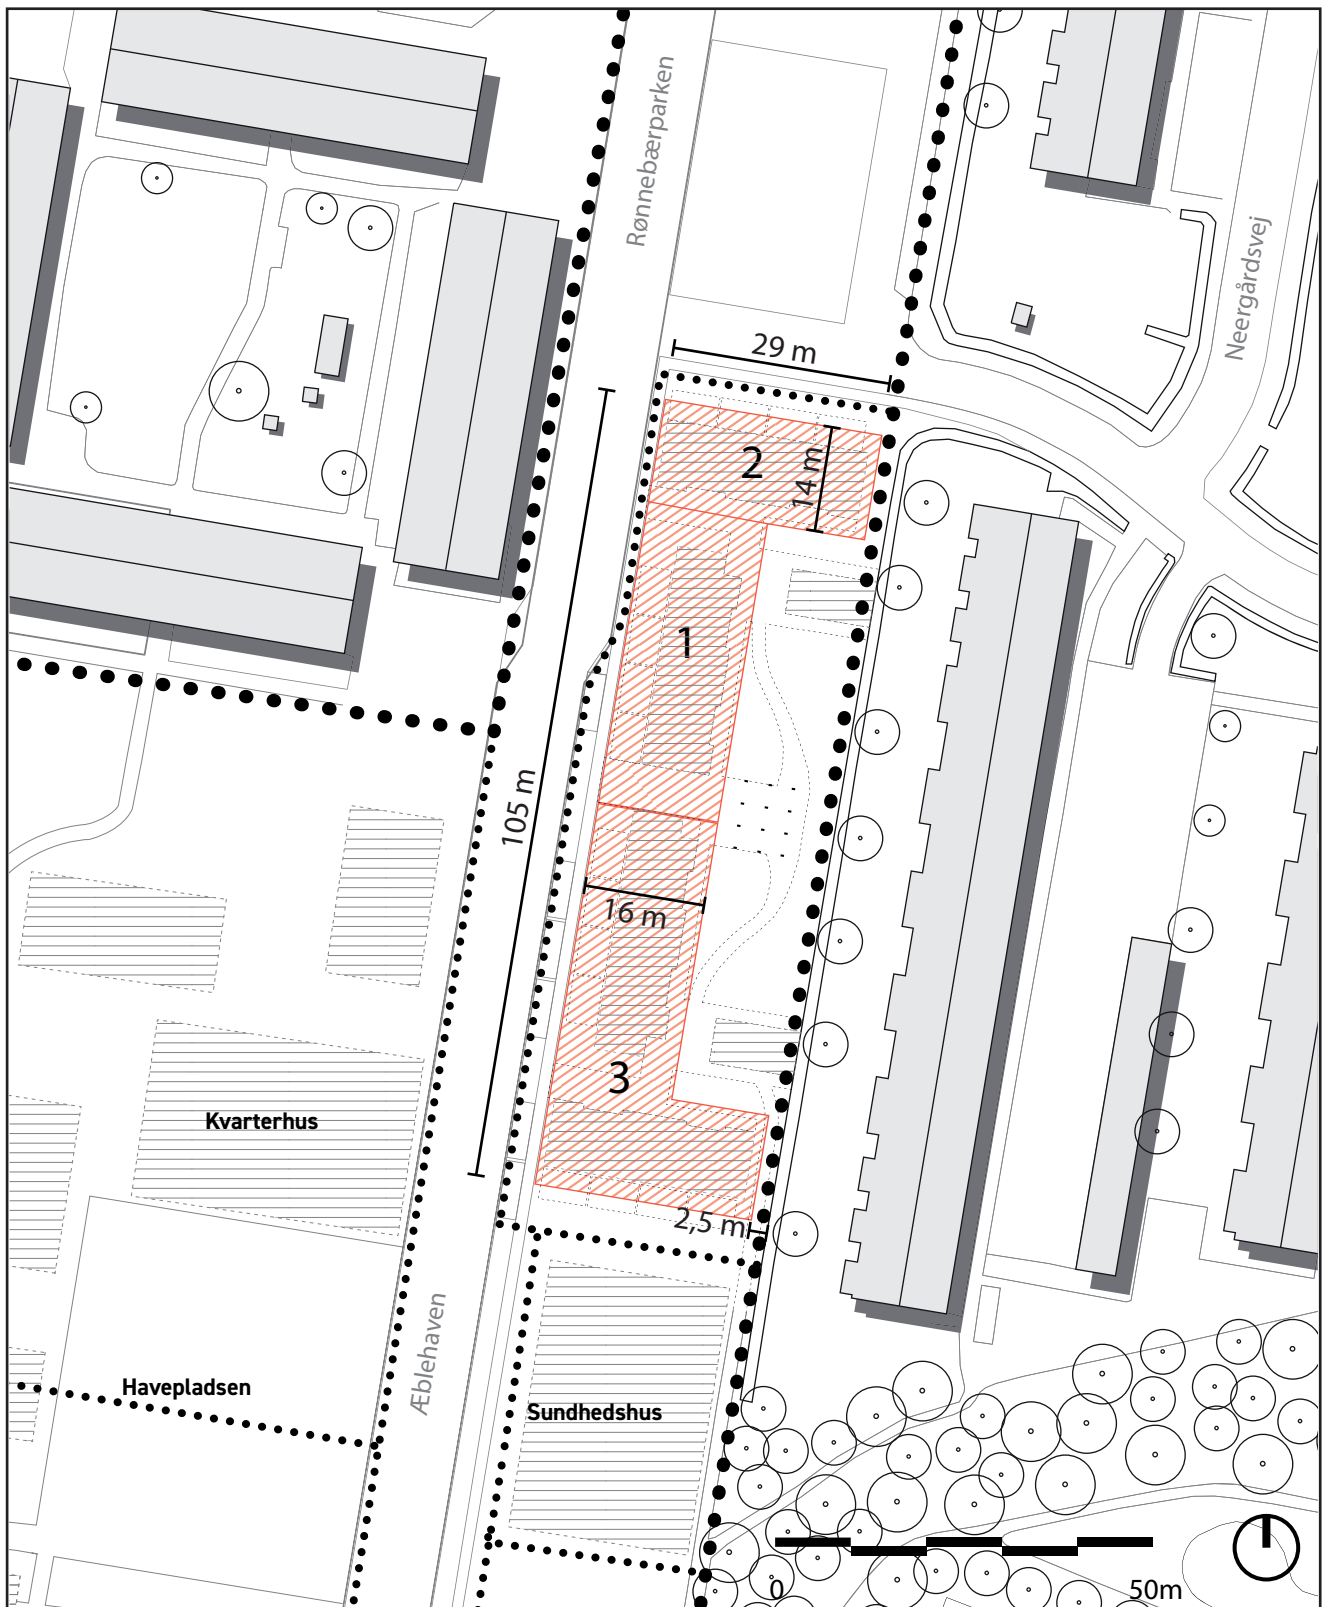 Rønnebærparken
Neergårdsvej
29 m
2
14 m
1
105 m
16 m
3
Kvarterhus
2,5 m
Æblehaven
Havepladsen
Sundhedshus
0
50m